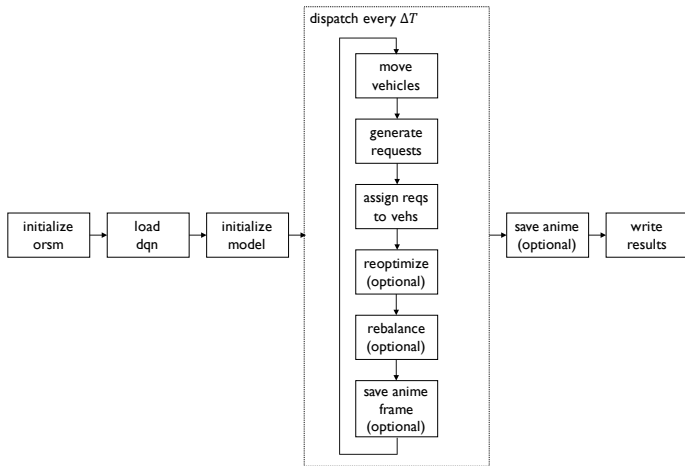 dispatch every ΔT
move
vehicles
generate
requests
assign reqs
to vehs
reoptimize
(optional)
rebalance
(optional)
save anime
frame
(optional)
initialize
orsm
load
dqn
initialize
model
save anime
(optional)
write
results